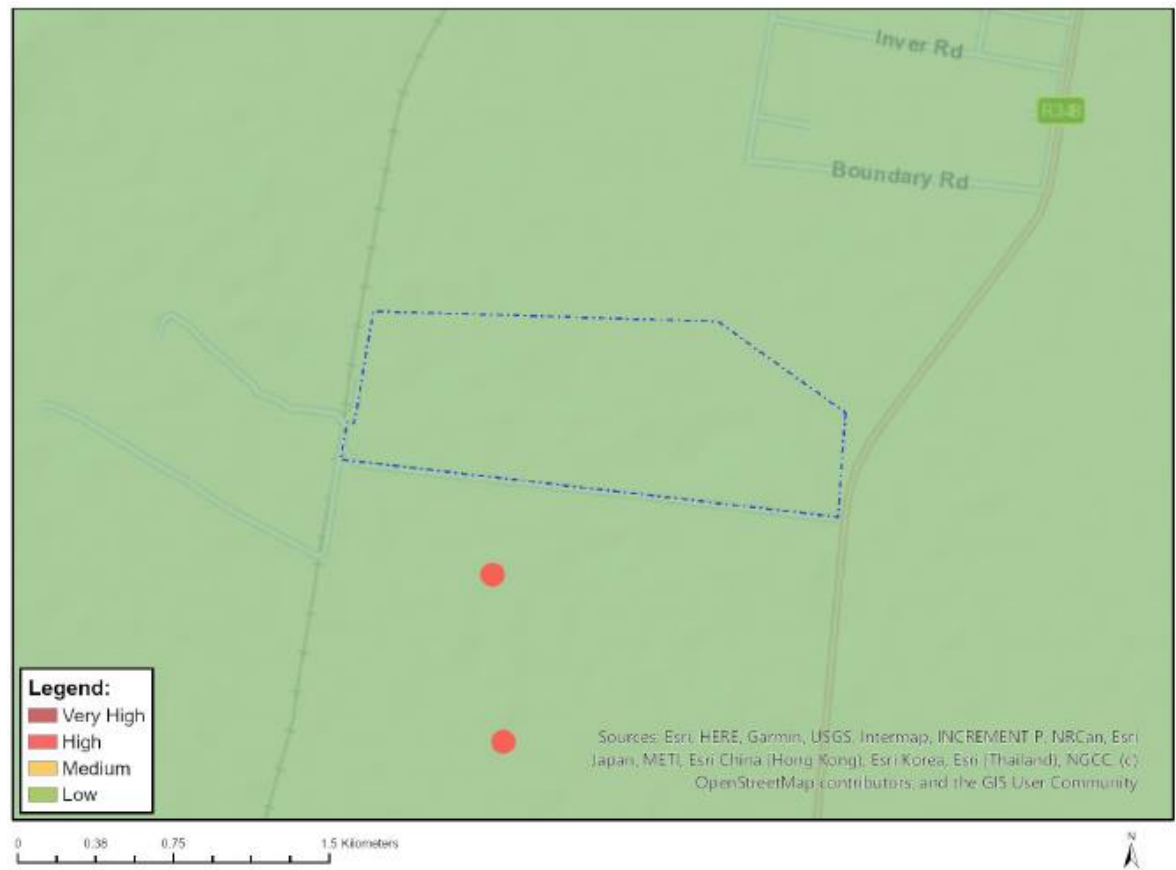 Inver Rd
R348
Boundary Rd
Legend:
Very High
High
Medium
Low
Sources: Esri, HERE, Garmin, USGS, Intermap, INCREMENT P, NRCan, Esri
Japan, METI, Esri China (Hong Kong), Esri Korea, Esri (Thailand), NGCC, (c)
OpenStreetMap contributors, and the GIS User Community
0 0.38 0.75 1.5 Kilometers
N